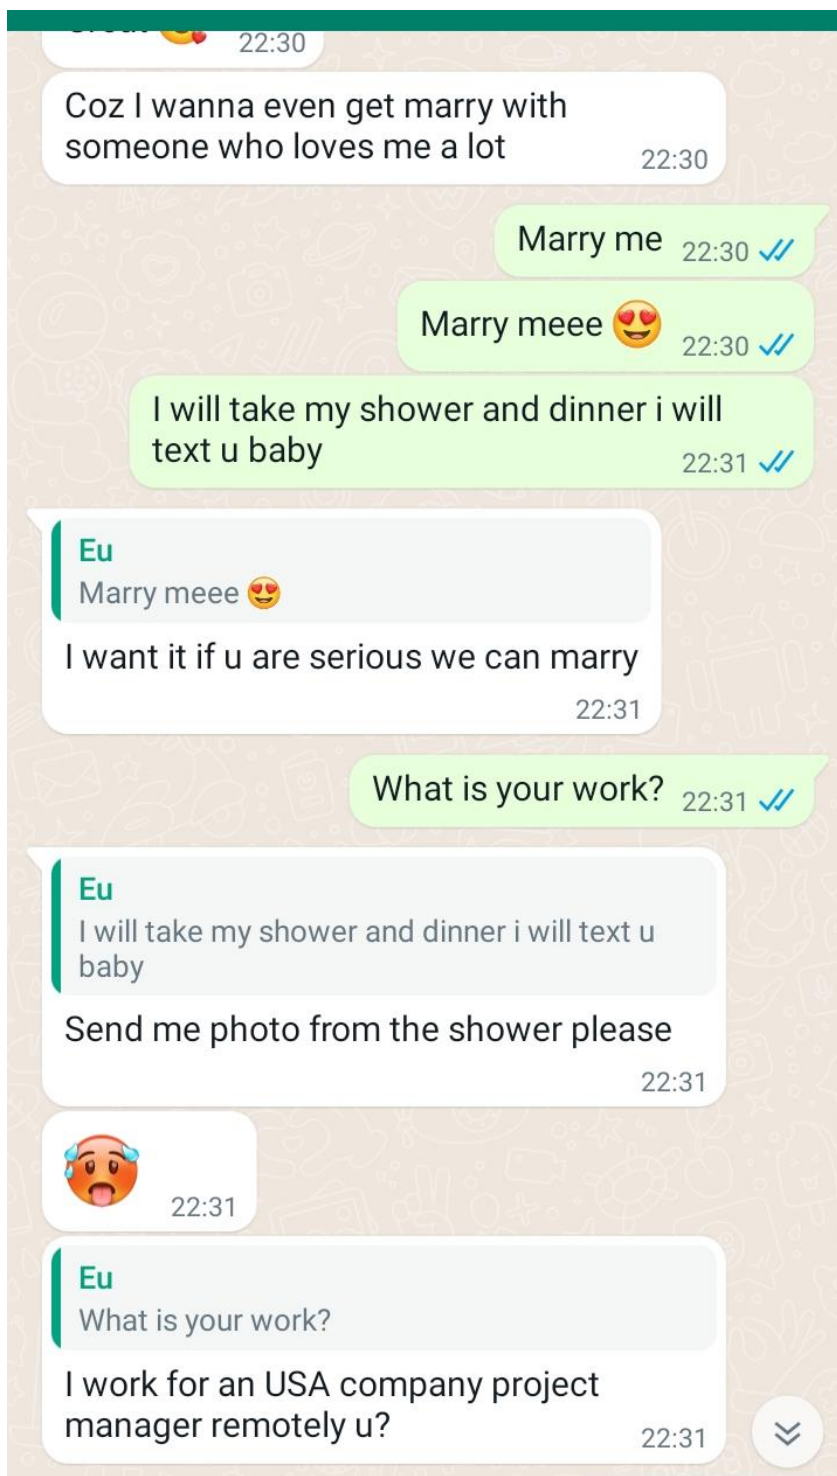 22:30
Coz I wanna even get marry with
someone who loves me a lot
22:30
Marry me 22:30
Marry meee 😍 22:30
I will take my shower and dinner i will
text u baby
22:31
Eu
Marry meee 😍
I want it if u are serious we can marry
22:31
What is your work? 22:31
Eu
I will take my shower and dinner i will text u
baby
Send me photo from the shower please
22:31
🥵 22:31
Eu
What is your work?
I work for an USA company project
manager remotely u?
22:31